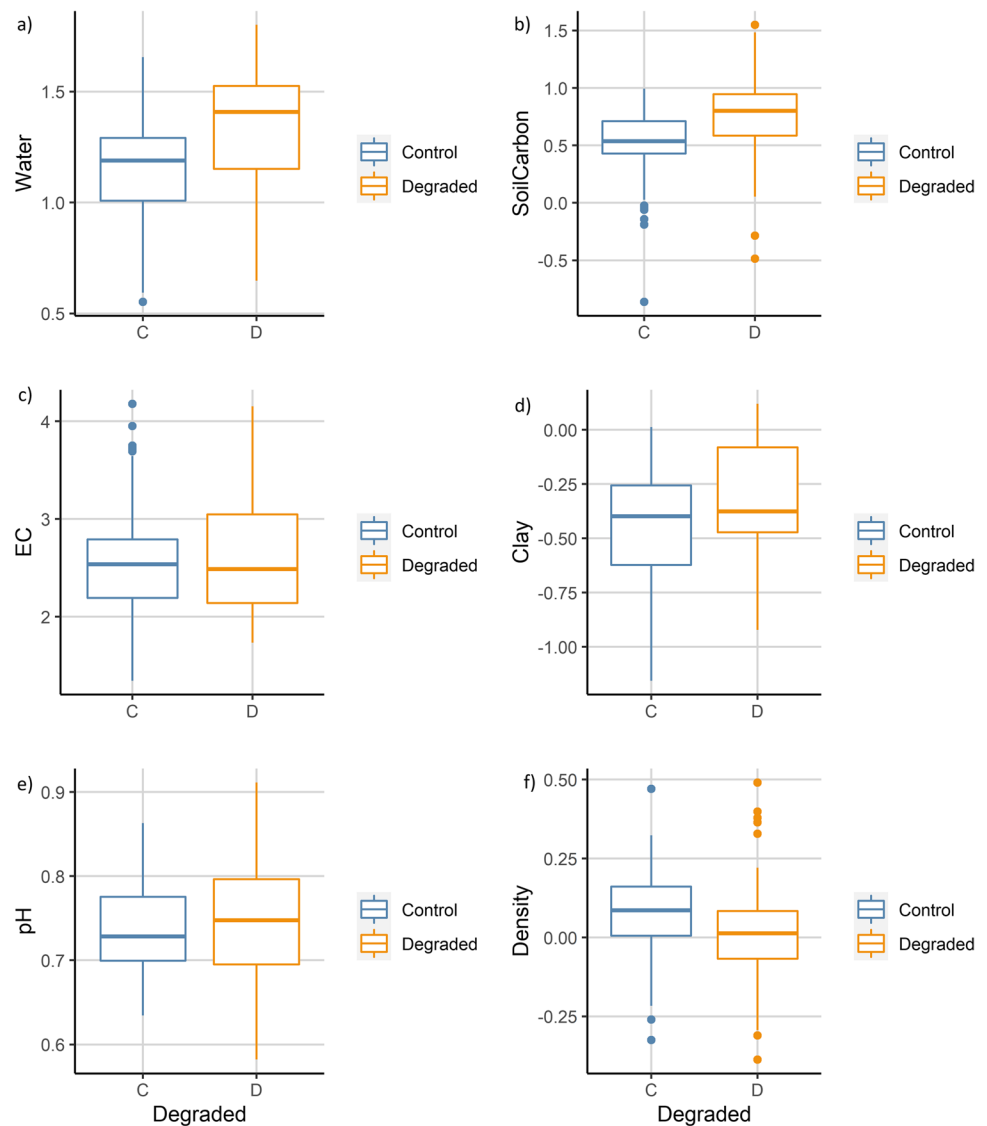 a)
Water
1.5
1.0
0.5
C
D
Control
Degraded
b)
SoilCarbon
1.5
1.0
0.5
0.0
-0.5
C
D
Control
Degraded
c)
EC
4
3
2
C
D
Control
Degraded
d)
Clay
0.00
-0.25
-0.50
-0.75
-1.00
C
D
Control
Degraded
e)
pH
0.9
0.8
0.7
0.6
C
D
Degraded
Control
Degraded
f)
Density
0.50
0.25
0.00
-0.25
C
D
Degraded
Control
Degraded